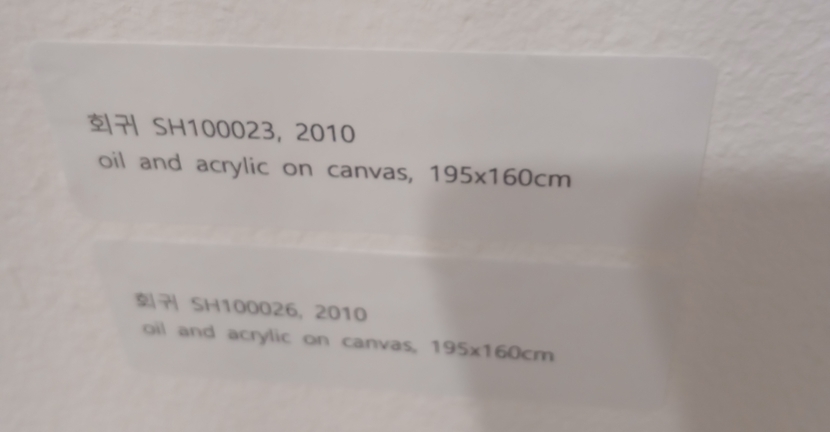 회귀 SH100023, 2010
oil and acrylic on canvas, 195x160cm
회귀 SH100026, 2010
oil and acrylic on canvas, 195x160cm